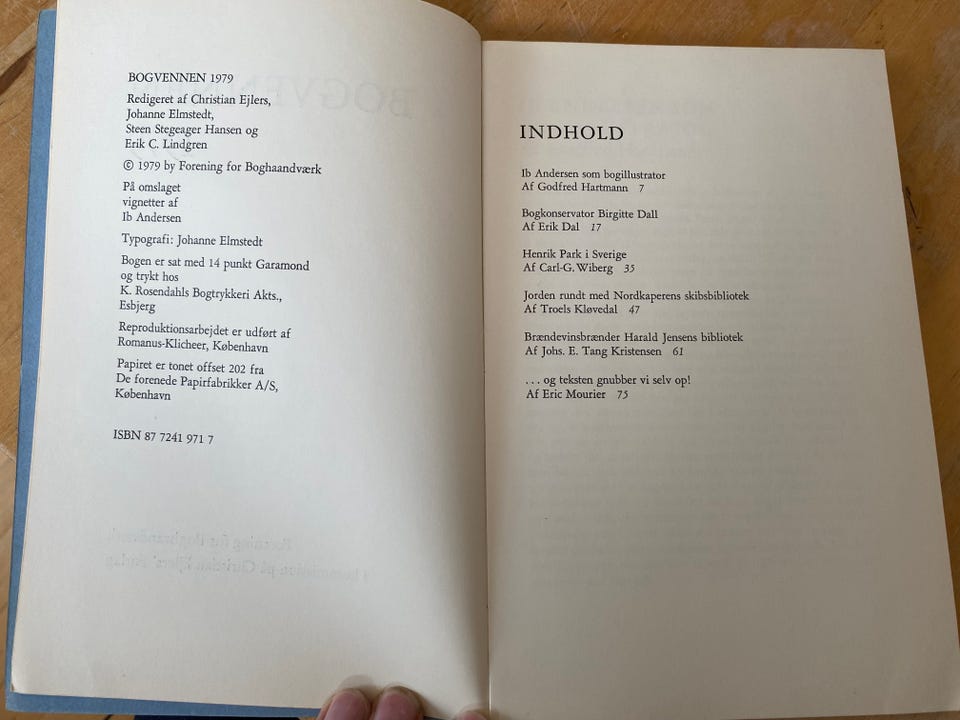 BOGVENNEN 1979
Redigeret af Christian Ejlers,
Johanne Elmstedt,
Steen Stegeager Hansen og
Erik C. Lindgren
© 1979 by Forening for Boghaandværk
På omslaget
vignetter af
Ib Andersen
Typografi: Johanne Elmstedt
Bogen er sat med 14 punkt Garamond
og trykt hos
K. Rosendahls Bogtrykkeri Akts.,
Esbjerg
Reproduktionsarbejdet er udført af
Romanus-Klicheer, København
Papiret er tonet offset 202 fra
De forenede Papirfabrikker A/S,
København
ISBN 87 7241 971 7
INDHOLD
Ib Andersen som bogillustrator
Af Godfred Hartmann 7
Bogkonservator Birgitte Dall
Af Erik Dal 17
Henrik Park i Sverige
Af Carl-G. Wiberg 35
Jorden rundt med Nordkaperens skibsbibliotek
Af Troels Kløvedal 47
Brændevinsbrænder Harald Jensens bibliotek
Af Johs. E. Tang Kristensen 61
. . . og teksten gnubber vi selv op!
Af Eric Mourier 75